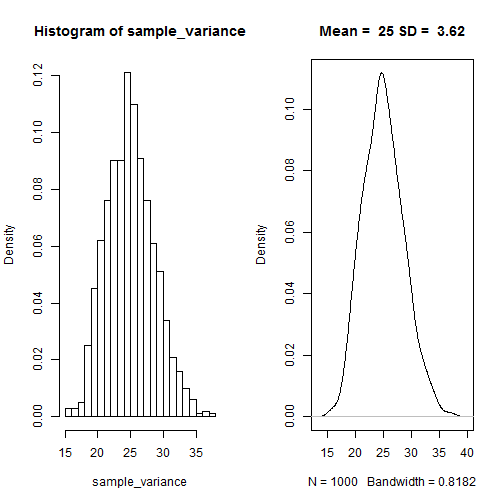 Histogram of sample_variance
Density
0.00 0.02 0.04 0.06 0.08 0.10 0.12
15 20 25 30 35
sample_variance
Mean =  25 SD =  3.62
Density
0.00 0.02 0.04 0.06 0.08 0.10
15 20 25 30 35 40
N = 1000   Bandwidth = 0.8182